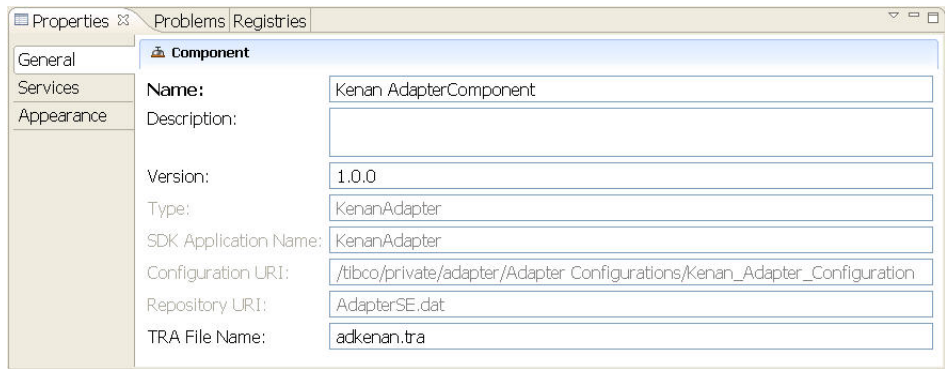 Properties Problems Registries
General
Services
Appearance
Component
Name: Kenan AdapterComponent
Description:
Version: 1.0.0
Type: KenanAdapter
SDK Application Name: KenanAdapter
Configuration URI: /tibco/private/adapter/Adapter Configurations/Kenan_Adapter_Configuration
Repository URI: AdapterSE.dat
TRA File Name: adkenan.tra